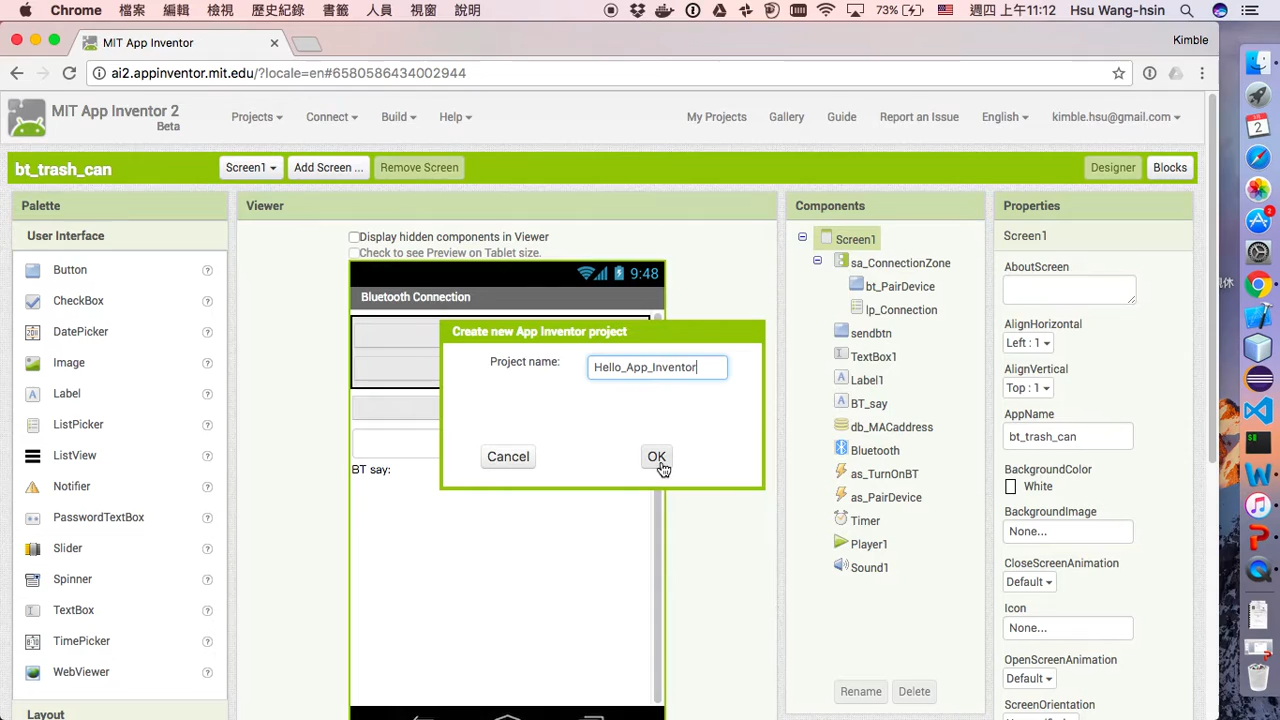 Chrome 檔案 編輯 檢視 歷史紀錄 書籤 人員 視窗 說明 73% 週四 上午11:12 Hsu Wang-hsin
MIT App Inventor
Kimble
ai2.appinventor.mit.edu/?locale=en#6580586434002944
MIT App Inventor 2
Beta
Projects Connect Build Help My Projects Gallery Guide Report an Issue English kimble.hsu@gmail.com
bt_trash_can Screen1 Add Screen ... Remove Screen Designer Blocks
Palette
User Interface
Button ?
CheckBox ?
DatePicker ?
Image ?
Label ?
ListPicker ?
ListView ?
Notifier ?
PasswordTextBox ?
Slider ?
Spinner ?
TextBox ?
TimePicker ?
WebViewer ?
Layout
Viewer
Display hidden components in Viewer
Check to see Preview on Tablet size.
9:48
Bluetooth Connection
BT say:
Create new App Inventor project
Project name: Hello_App_Inventor
Cancel OK
Components
Screen1
sa_ConnectionZone
bt_PairDevice
lp_Connection
sendbtn
TextBox1
Label1
BT_say
db_MACaddress
Bluetooth
as_TurnOnBT
as_PairDevice
Timer
Player1
Sound1
Rename Delete
Properties
Screen1
AboutScreen
AlignHorizontal
Left : 1
AlignVertical
Top : 1
AppName
bt_trash_can
BackgroundColor
White
BackgroundImage
None...
CloseScreenAnimation
Default
Icon
None...
OpenScreenAnimation
Default
ScreenOrientation